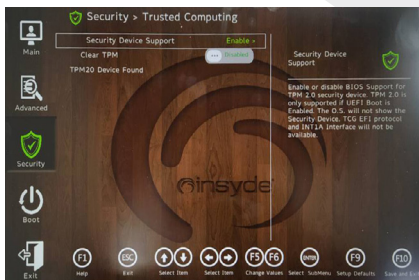 Security > Trusted Computing
Main
Advanced
Security
Boot
Exit
Security Device Support
Enable
Clear TPM
Disabled
TPM20 Device Found
Security Device
Support
Enable or disable BIOS Support for
TPM 2.0 security device. TPM 2.0 is
only supported if UEFI Boot is
Enabled. The O.S. will not show the
Security Device. TCG EFI protocol
and INT1A Interface will not be
available.
insyde
F1
Help
ESC
Exit
Select Item
Select Item
F5 F6
Change Values
ENTER
Select SubMenu
F9
Setup Defaults
F10
Save and Exit